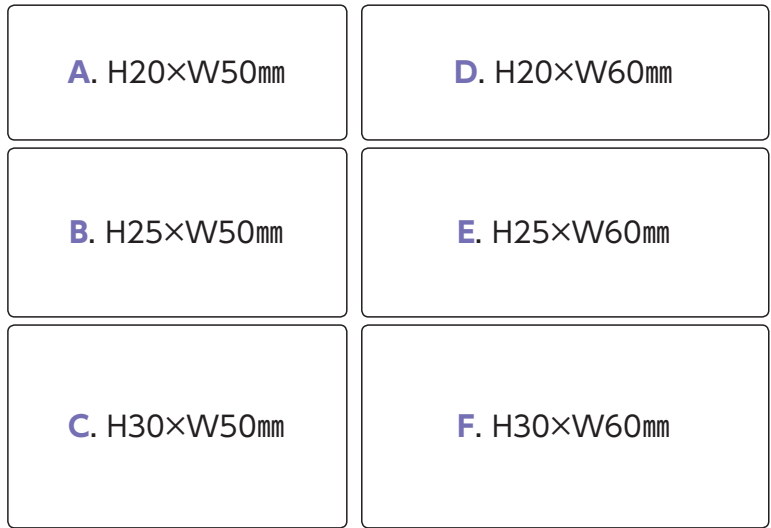 A. H20×W50㎜
D. H20×W60㎜
B. H25×W50㎜
E. H25×W60㎜
C. H30×W50㎜
F. H30×W60㎜